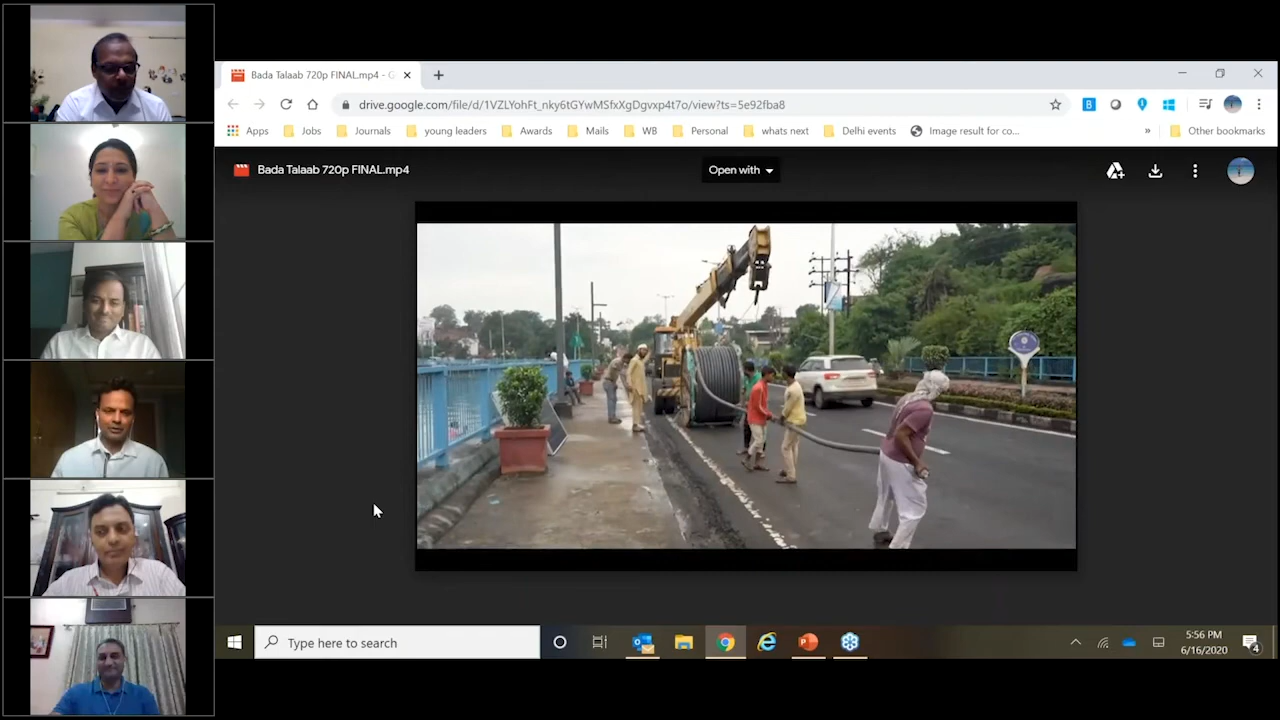 Bada Talaab 720p FINAL.mp4 - G
drive.google.com/file/d/1VZLYohFt_nky6tGYwMSfxXgDgvxp4t7o/view?ts=5e92fba8
Apps Jobs Journals young leaders Awards Mails WB Personal whats next Delhi events Image result for co... » Other bookmarks
Bada Talaab 720p FINAL.mp4
Open with
Type here to search
5:56 PM
6/16/2020
4